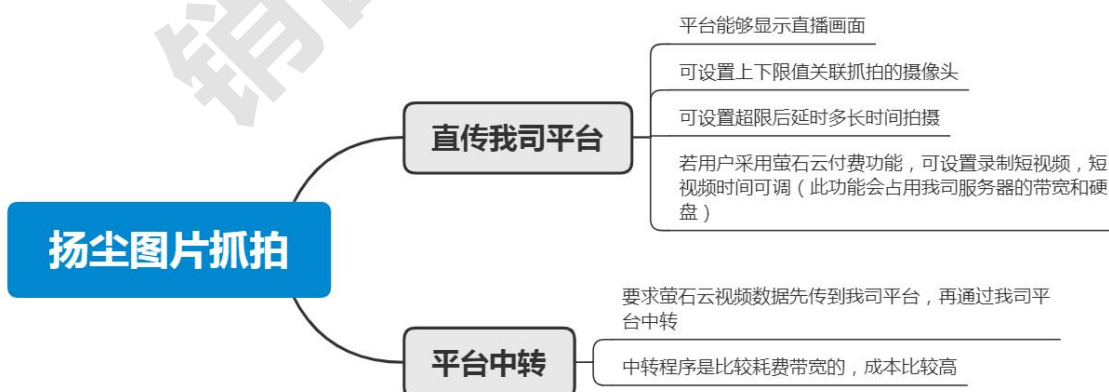 销
平台能够显示直播画面
可设置上下限值关联抓拍的摄像头
可设置超限后延时多长时间拍摄
直传我司平台
若用户采用萤石云付费功能，可设置录制短视频，短
视频时间可调（此功能会占用我司服务器的带宽和硬
盘）
扬尘图片抓拍
要求萤石云视频数据先传到我司平台，再通过我司平
台中转
平台中转
中转程序是比较耗费带宽的，成本比较高